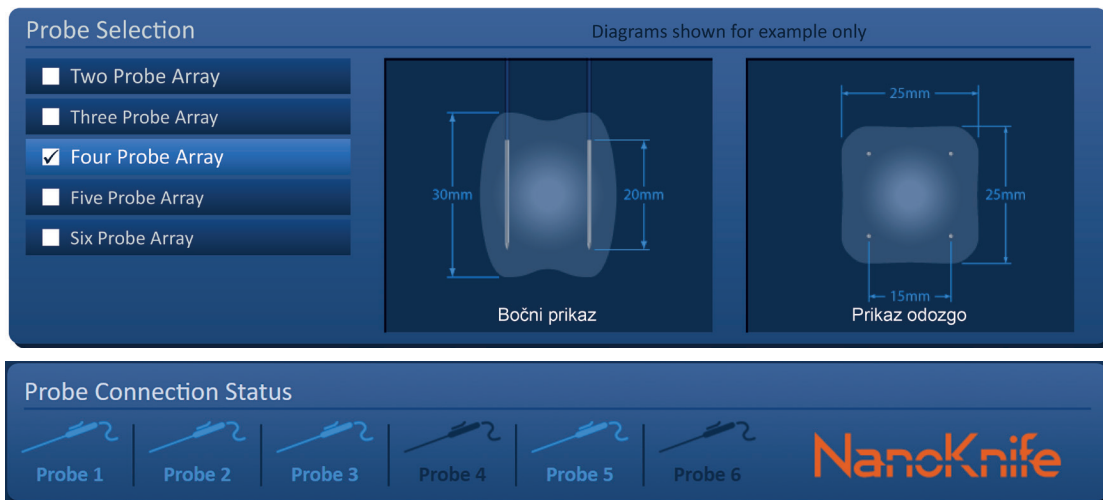 Probe Selection
Diagrams shown for example only
Two Probe Array
Three Probe Array
Four Probe Array
Five Probe Array
Six Probe Array
30mm
20mm
Bočni prikaz
25mm
25mm
15mm
Prikaz odozgo
Probe Connection Status
Probe 1
Probe 2
Probe 3
Probe 4
Probe 5
Probe 6
NanoKnife